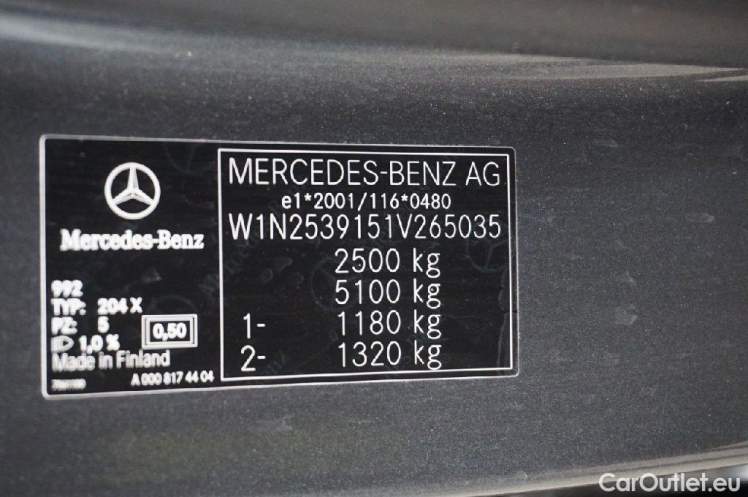 Mercedes-Benz
992
TYP: 204 X
PZ: 5
1,0 %
0,50
Made in Finland
A 000 817 44 04
MERCEDES-BENZ AG
e1*2001/116*0480
W1N2539151V265035
2500 kg
5100 kg
1- 1180 kg
2- 1320 kg
CarOutlet.eu